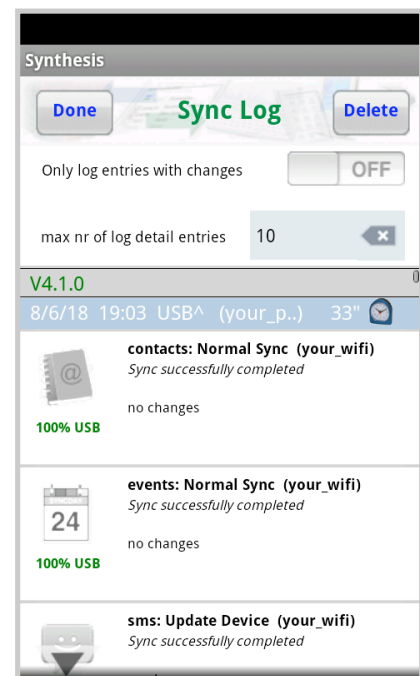 Synthesis
Done
Sync Log
Delete
Only log entries with changes
OFF
max nr of log detail entries
10
V4.1.0
8/6/18 19:03 USB^ (your_p..) 33"
contacts: Normal Sync (your_wifi)
Sync successfully completed
no changes
100% USB
events: Normal Sync (your_wifi)
Sync successfully completed
24
no changes
100% USB
sms: Update Device (your_wifi)
Sync successfully completed